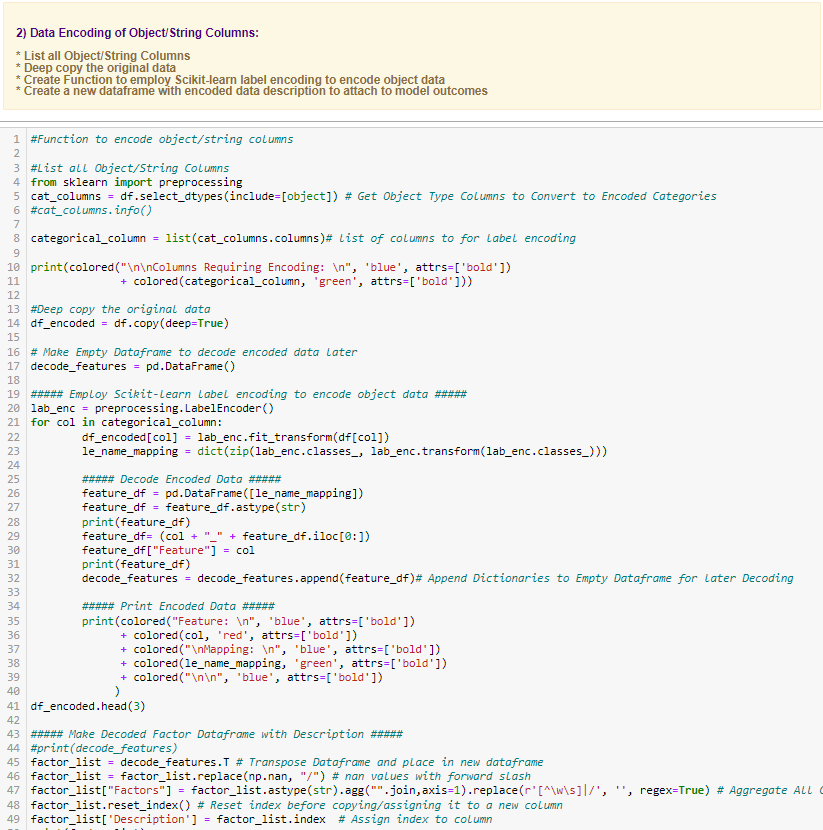 2) Data Encoding of Object/String Columns:
* List all Object/String Columns
* Deep copy the original data
* Create Function to employ Scikit-learn label encoding to encode object data
* Create a new dataframe with encoded data description to attach to model outcomes
1 #Function to encode object/string columns
2
3 #List all Object/String Columns
4 from sklearn import preprocessing
5 cat_columns = df.select_dtypes(include=[object]) # Get Object Type Columns to Convert to Encoded Categories
6 #cat_columns.info()
7
8 categorical_column = list(cat_columns.columns)# list of columns to for label encoding
9
10 print(colored("\n\nColumns Requiring Encoding: \n", 'blue', attrs=['bold'])
11 + colored(categorical_column, 'green', attrs=['bold']))
12
13 #Deep copy the original data
14 df_encoded = df.copy(deep=True)
15
16 # Make Empty Dataframe to decode encoded data later
17 decode_features = pd.DataFrame()
18
19 ##### Employ Scikit-learn label encoding to encode object data #####
20 lab_enc = preprocessing.LabelEncoder()
21 for col in categorical_column:
22 df_encoded[col] = lab_enc.fit_transform(df[col])
23 le_name_mapping = dict(zip(lab_enc.classes_, lab_enc.transform(lab_enc.classes_)))
24
25 ##### Decode Encoded Data #####
26 feature_df = pd.DataFrame([le_name_mapping])
27 feature_df = feature_df.astype(str)
28 print(feature_df)
29 feature_df= (col + "_" + feature_df.iloc[0:])
30 feature_df["Feature"] = col
31 print(feature_df)
32 decode_features = decode_features.append(feature_df)# Append Dictionaries to Empty Dataframe for Later Decoding
33
34 ##### Print Encoded Data #####
35 print(colored("Feature: \n", 'blue', attrs=['bold'])
36 + colored(col, 'red', attrs=['bold'])
37 + colored("\nMapping: \n", 'blue', attrs=['bold'])
38 + colored(le_name_mapping, 'green', attrs=['bold'])
39 + colored("\n\n", 'blue', attrs=['bold'])
40 )
41 df_encoded.head(3)
42
43 ##### Make Decoded Factor Dataframe with Description #####
44 #print(decode_features)
45 factor_list = decode_features.T # Transpose Dataframe and place in new dataframe
46 factor_list = factor_list.replace(np.nan, "/") # nan values with forward slash
47 factor_list["Factors"] = factor_list.astype(str).agg("".join,axis=1).replace(r'[^\w\s]|/', '', regex=True) # Aggregate All
48 factor_list.reset_index() # Reset index before copying/assigning it to a new column
49 factor_list['Description'] = factor_list.index # Assign index to column